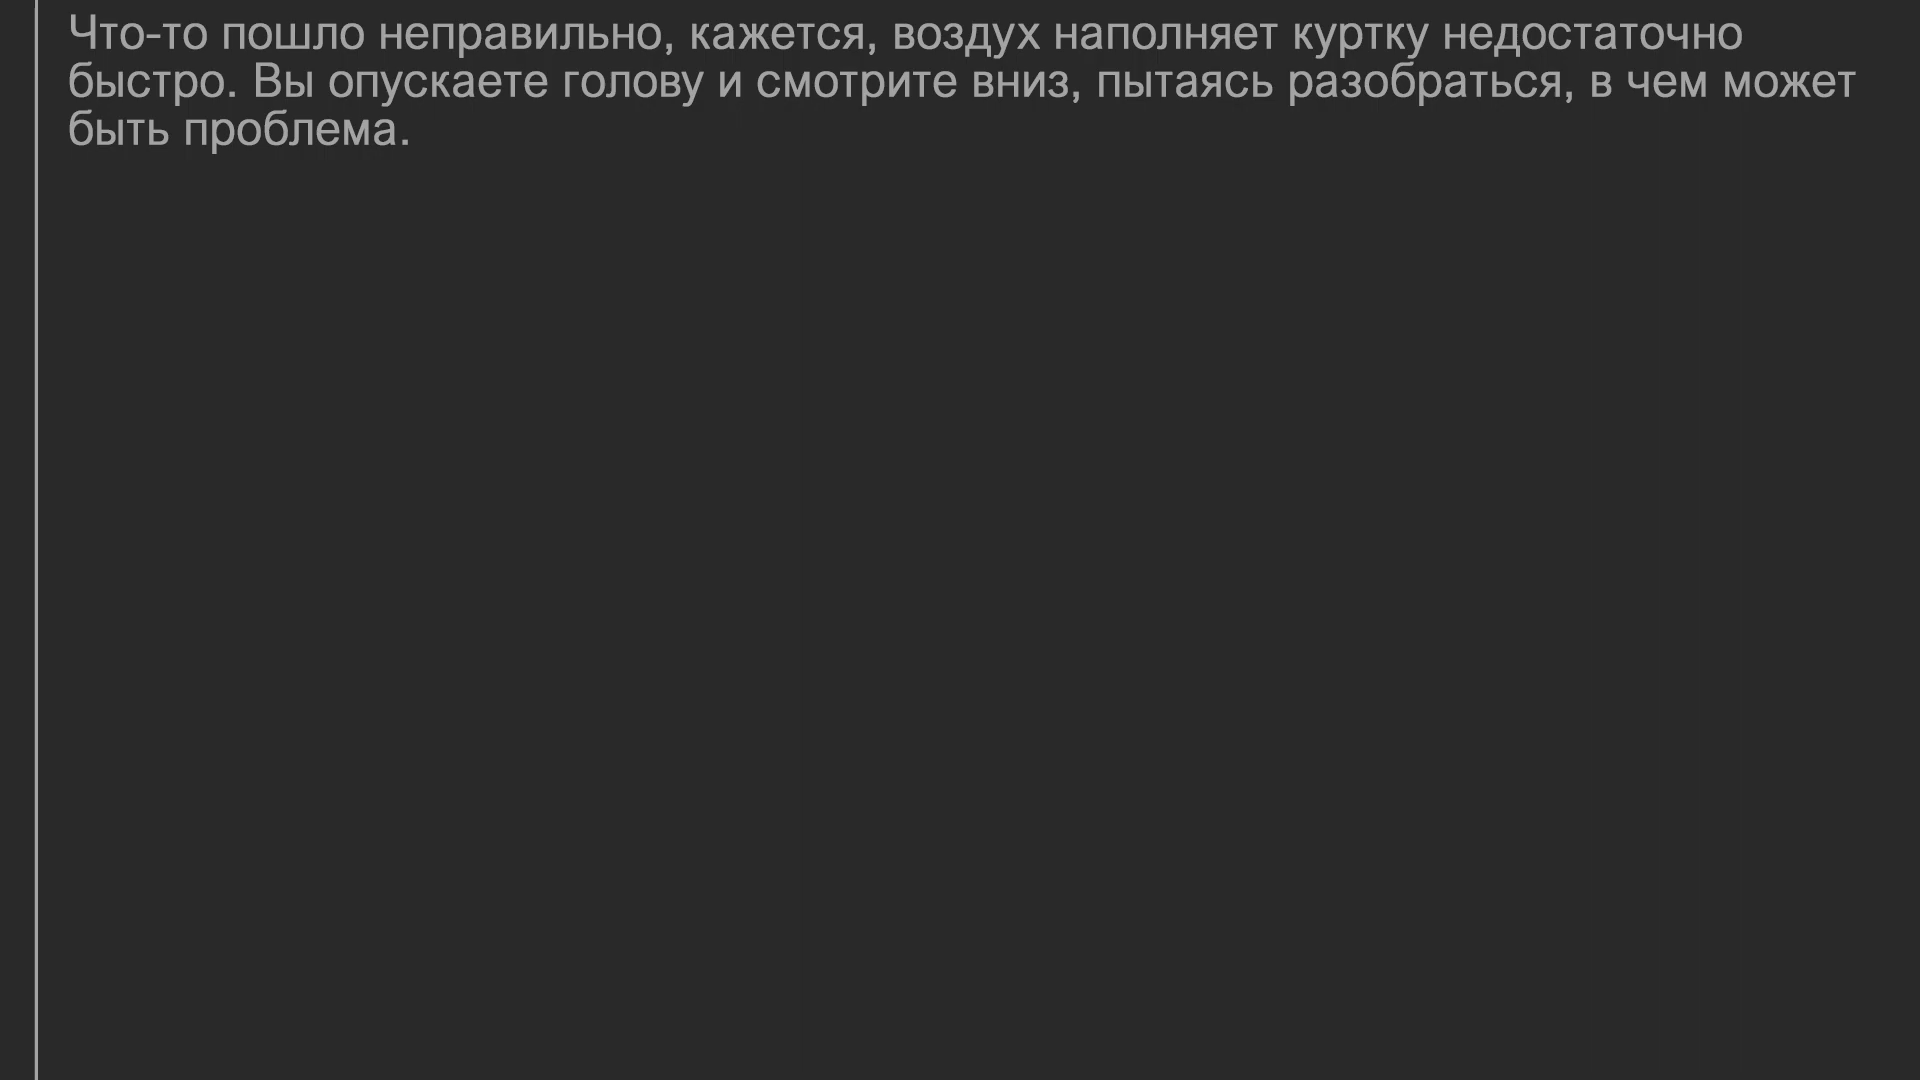 Что-то пошло неправильно, кажется, воздух наполняет куртку недостаточно
быстро. Вы опускаете голову и смотрите вниз, пытаясь разобраться, в чем может
быть проблема.